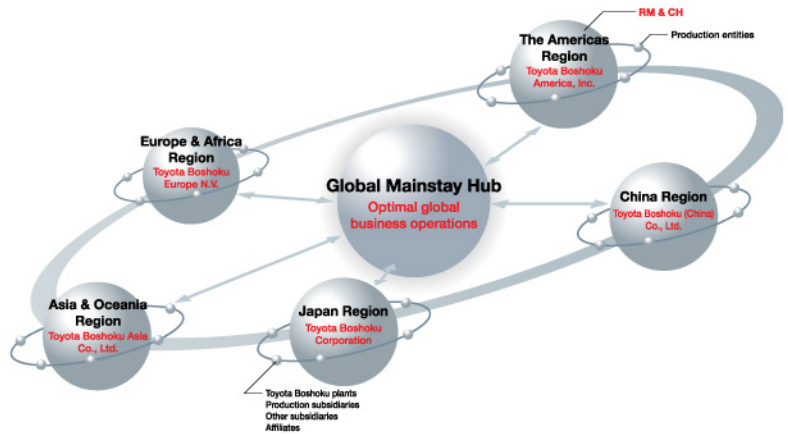 RM & CH
Production entities
The Americas
Region
Toyota Boshoku
America, Inc.
Europe & Africa
Region
Toyota Boshoku
Europe N.V.
Global Mainstay Hub
Optimal global
business operations
China Region
Toyota Boshoku (China)
Co., Ltd.
Asia & Oceania
Region
Toyota Boshoku Asia
Co., Ltd.
Japan Region
Toyota Boshoku
Corporation
Toyota Boshoku plants
Production subsidiaries
Other subsidiaries
Affiliates